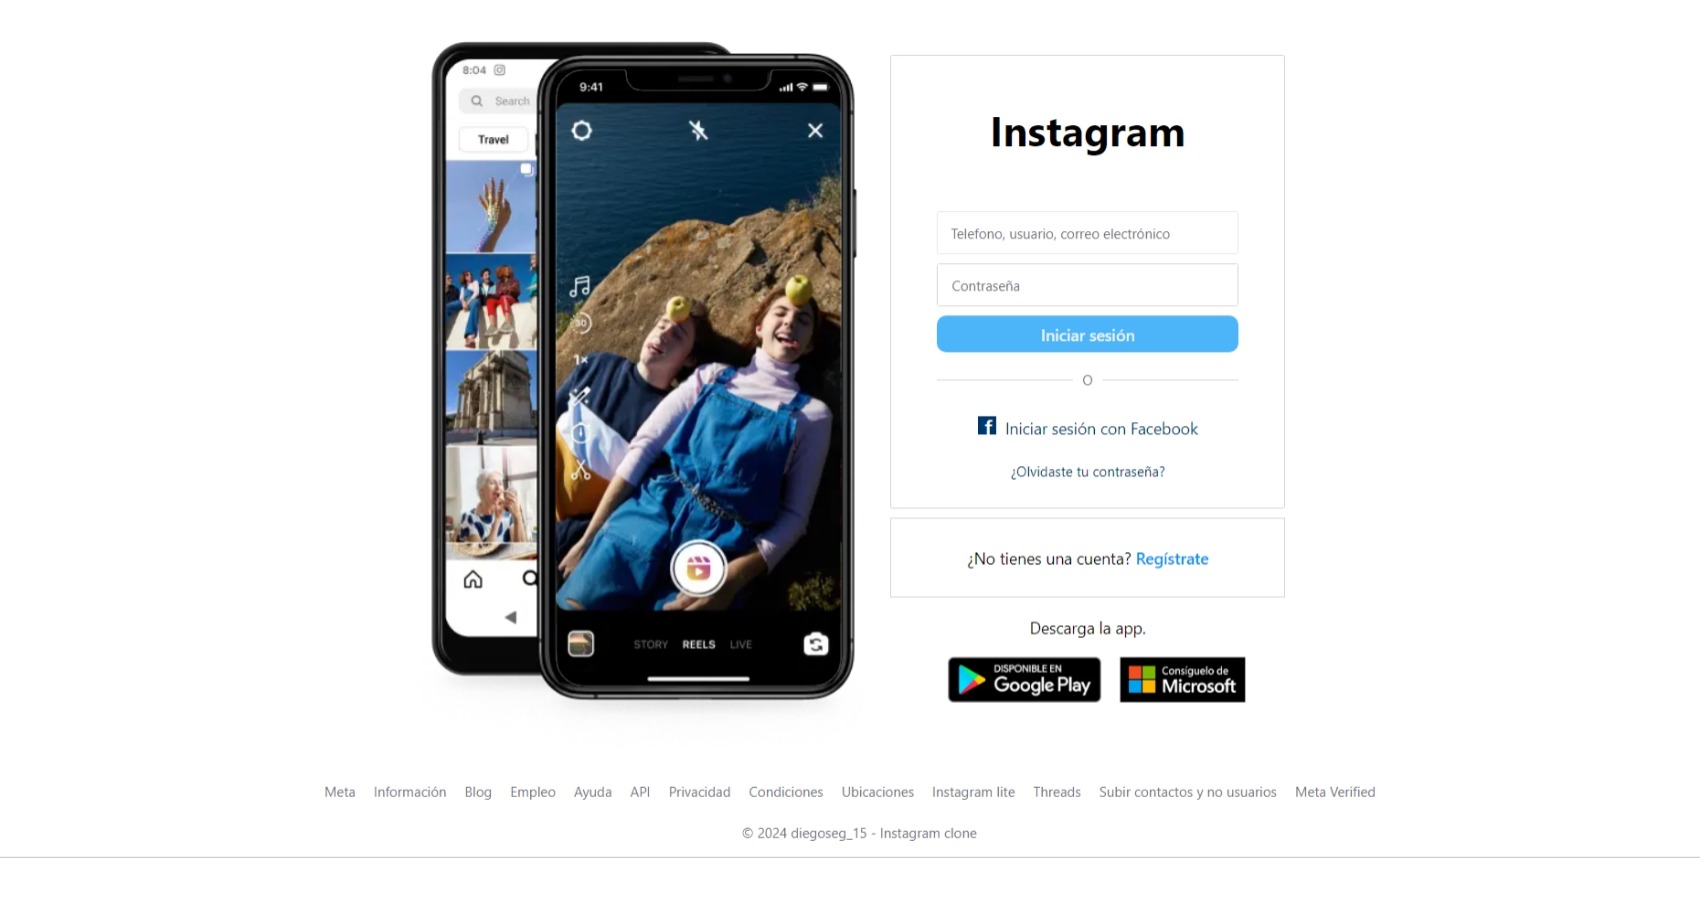 8:04
Search
Travel
9:41
30
1x
STORY REELS LIVE
Instagram
Telefono, usuario, correo electrónico
Contraseña
Iniciar sesión
O
f Iniciar sesión con Facebook
¿Olvidaste tu contraseña?
¿No tienes una cuenta? Regístrate
Descarga la app.
DISPONIBLE EN
Google Play
Consíguelo de
Microsoft
Meta Información Blog Empleo Ayuda API Privacidad Condiciones Ubicaciones Instagram lite Threads Subir contactos y no usuarios Meta Verified
© 2024 diegoseg_15 - Instagram clone